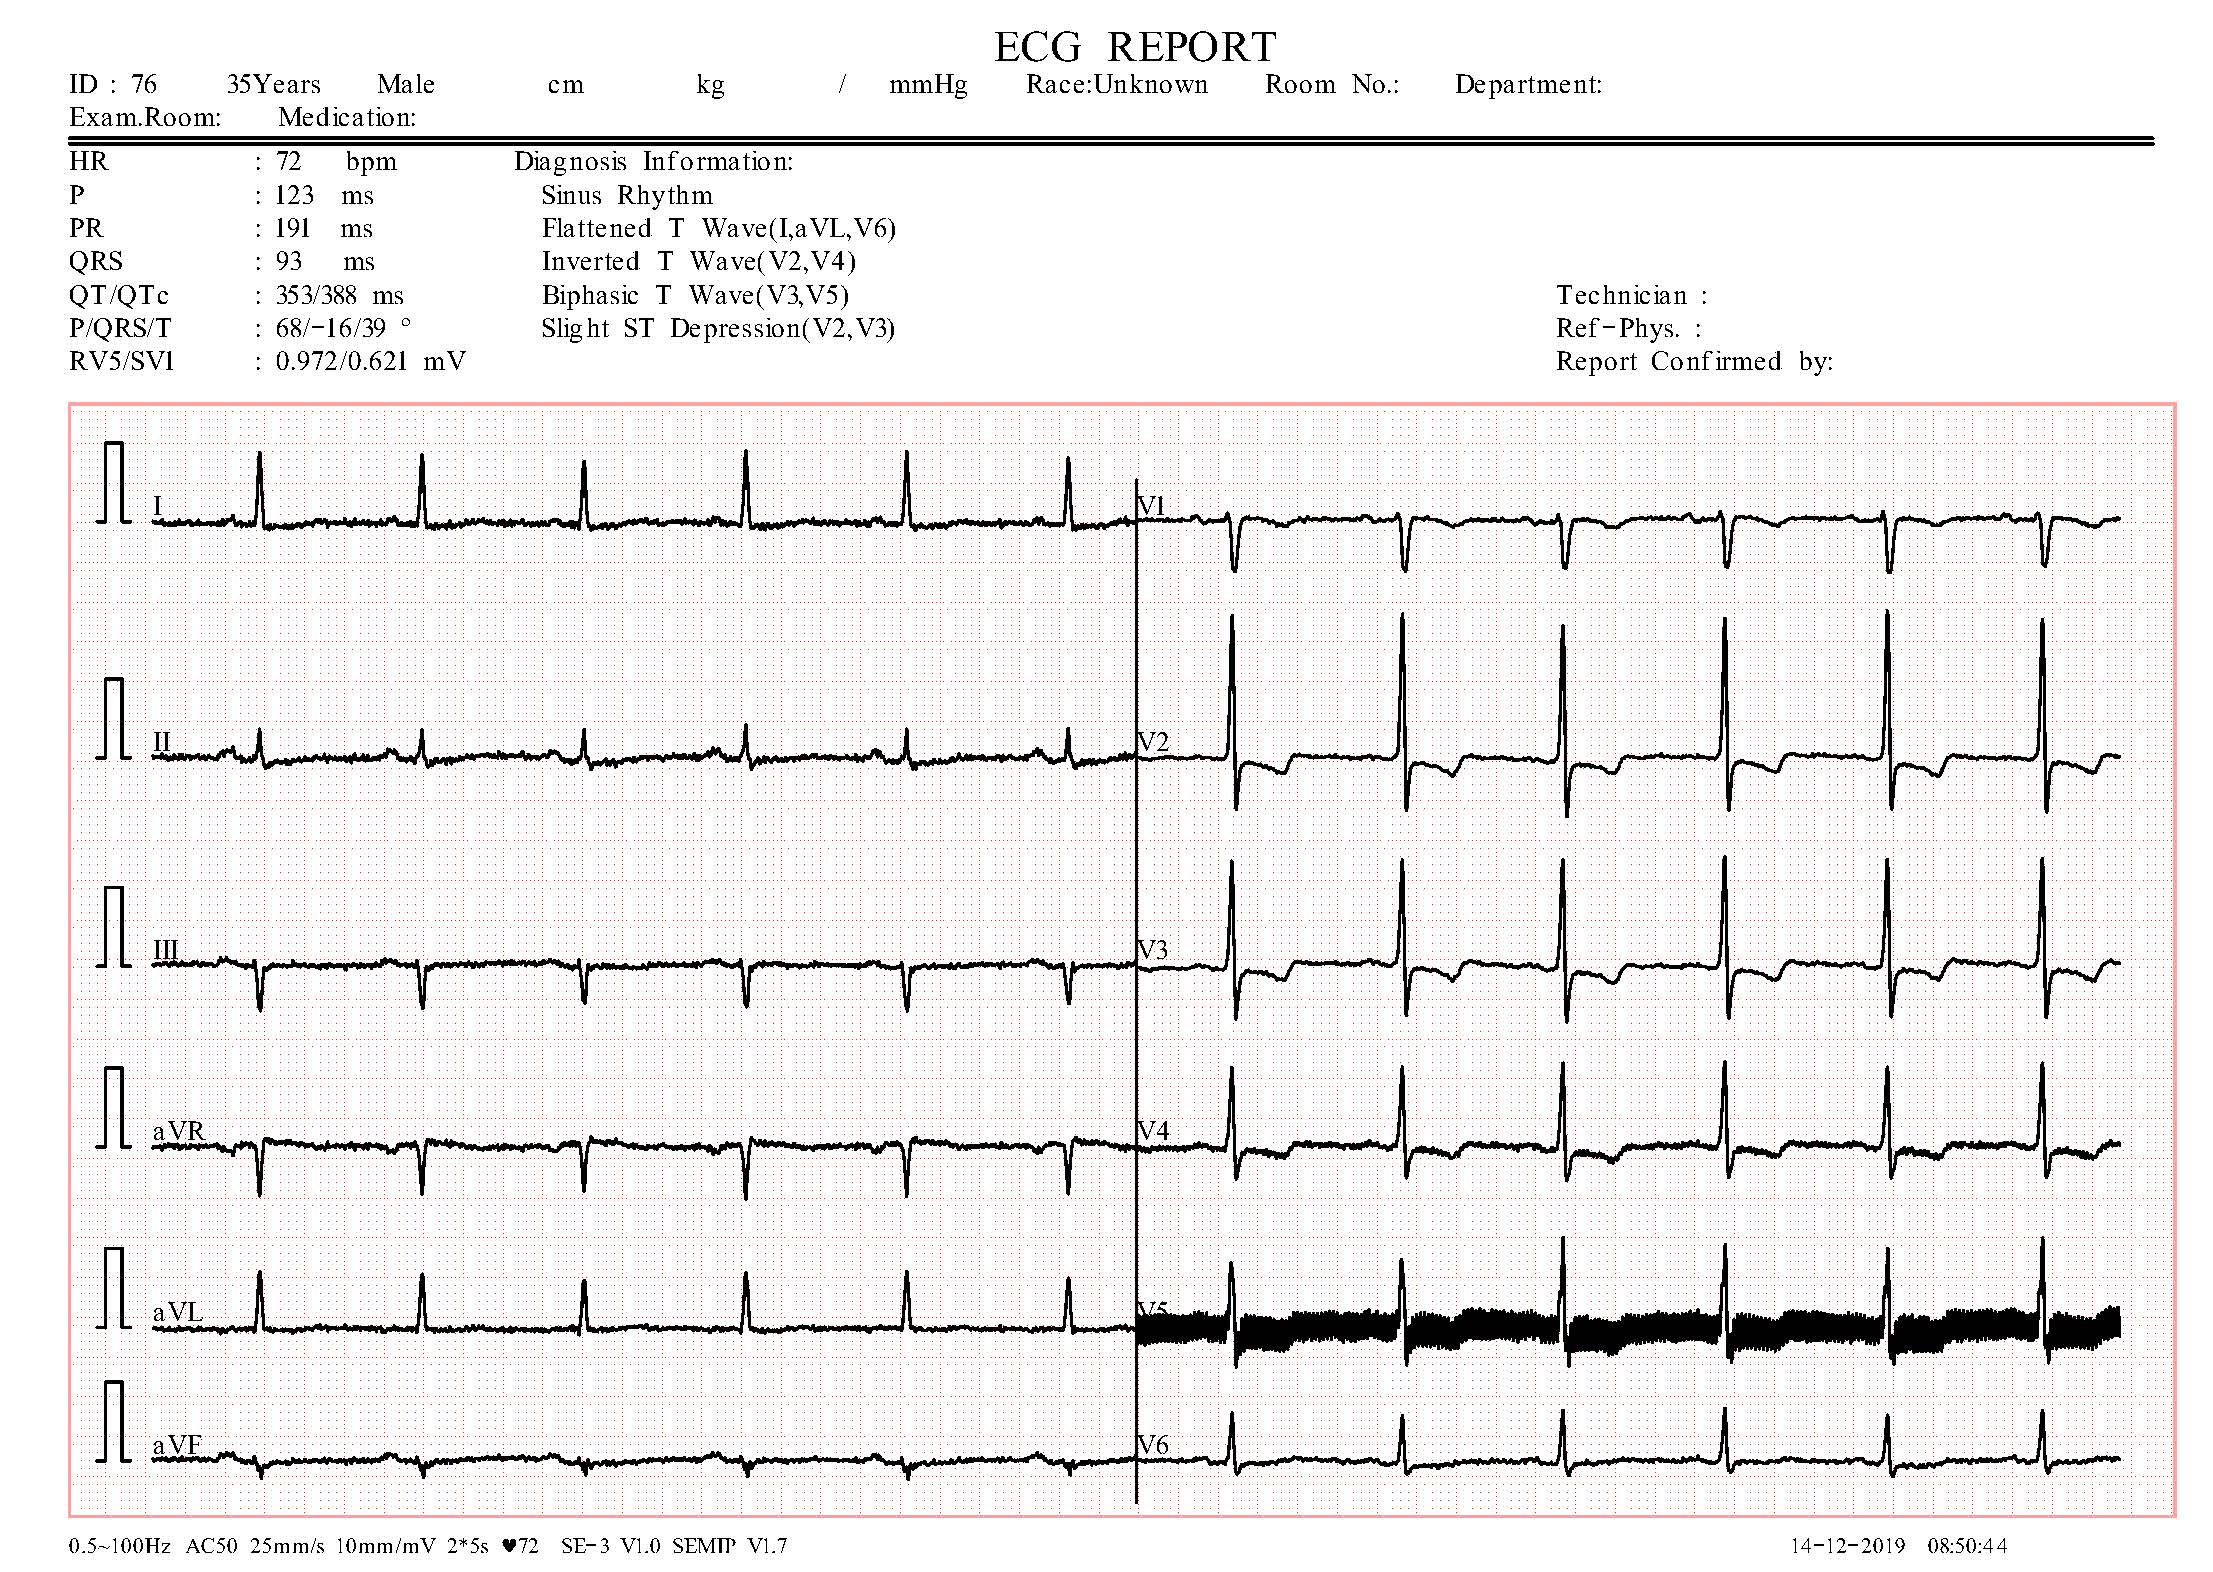 ECG REPORT
ID : 76 35Years Male cm kg / mmHg Race:Unknown Room No.: Department:
Exam.Room: Medication:
HR : 72 bpm Diagnosis Information:
P : 123 ms Sinus Rhythm
PR : 191 ms Flattened T Wave(I,aVL,V6)
QRS : 93 ms Inverted T Wave(V2,V4)
QT/QTc : 353/388 ms Biphasic T Wave(V3,V5) Technician :
P/QRS/T : 68/-16/39 ° Slight ST Depression(V2,V3) Ref-Phys. :
RV5/SV1 : 0.972/0.621 mV Report Confirmed by:
I V1
II V2
III V3
aVR V4
aVL V5
aVF V6
0.5~100Hz AC50 25mm/s 10mm/mV 2*5s ♥72 SE-3 V1.0 SEMIP V1.7 14-12-2019 08:50:44